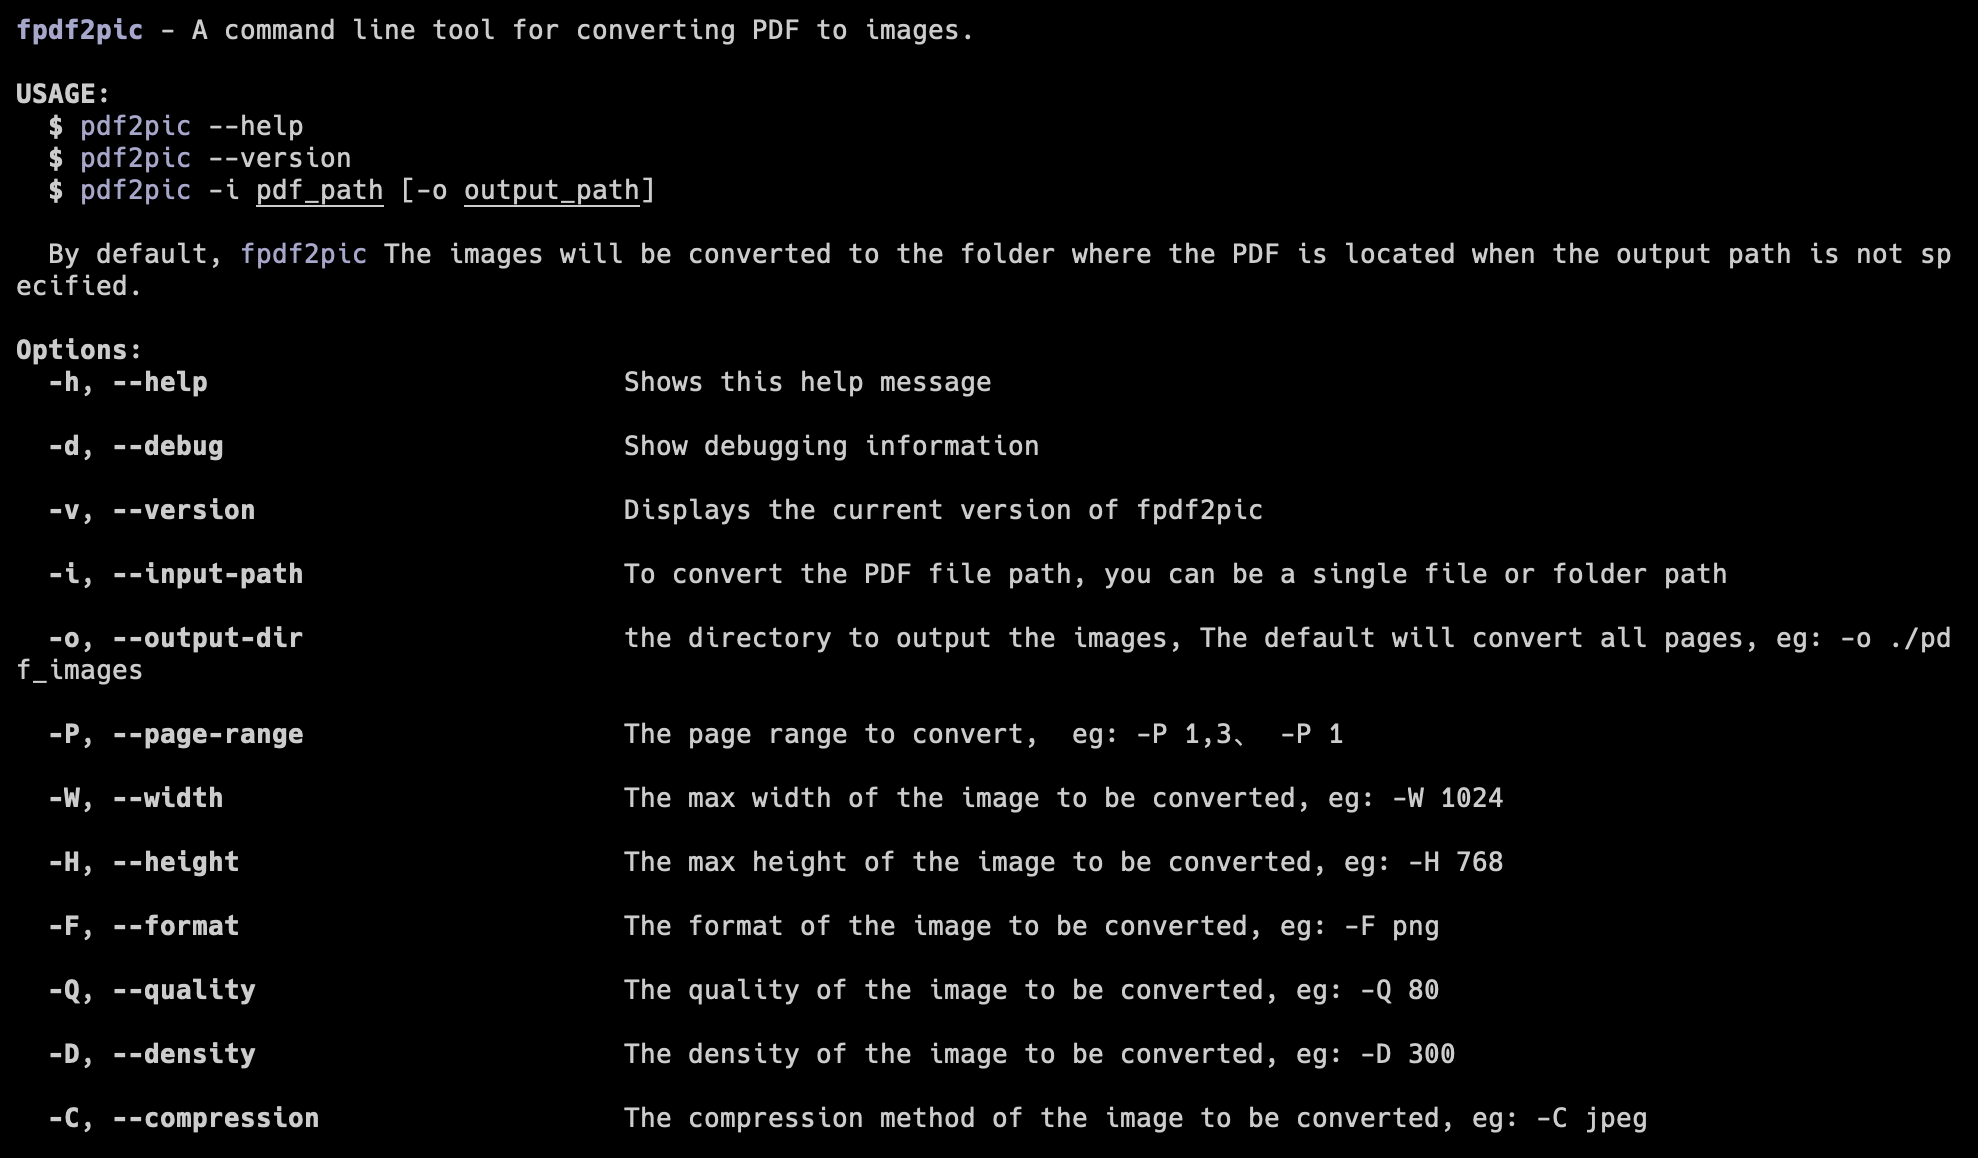 fpdf2pic - A command line tool for converting PDF to images.
USAGE:
$ pdf2pic --help
$ pdf2pic --version
$ pdf2pic -i pdf_path [-o output_path]
By default, fpdf2pic The images will be converted to the folder where the PDF is located when the output path is not sp
ecified.
Options:
-h, --help Shows this help message
-d, --debug Show debugging information
-v, --version Displays the current version of fpdf2pic
-i, --input-path To convert the PDF file path, you can be a single file or folder path
-o, --output-dir the directory to output the images, The default will convert all pages, eg: -o ./pd
f_images
-P, --page-range The page range to convert,  eg: -P 1,3、 -P 1
-W, --width The max width of the image to be converted, eg: -W 1024
-H, --height The max height of the image to be converted, eg: -H 768
-F, --format The format of the image to be converted, eg: -F png
-Q, --quality The quality of the image to be converted, eg: -Q 80
-D, --density The density of the image to be converted, eg: -D 300
-C, --compression The compression method of the image to be converted, eg: -C jpeg